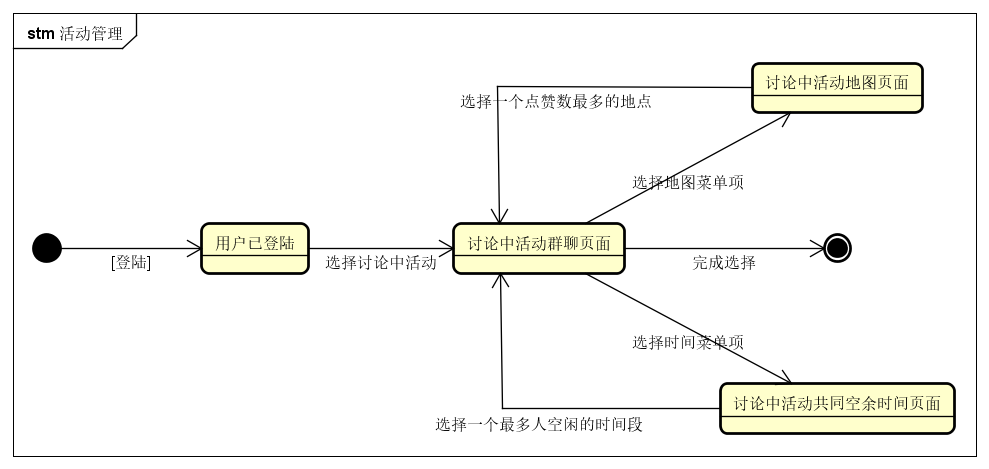 stm 活动管理
讨论中活动地图页面
选择一个点赞数最多的地点
选择地图菜单项
用户已登陆
讨论中活动群聊页面
[登陆]
选择讨论中活动
完成选择
选择时间菜单项
讨论中活动共同空余时间页面
选择一个最多人空闲的时间段